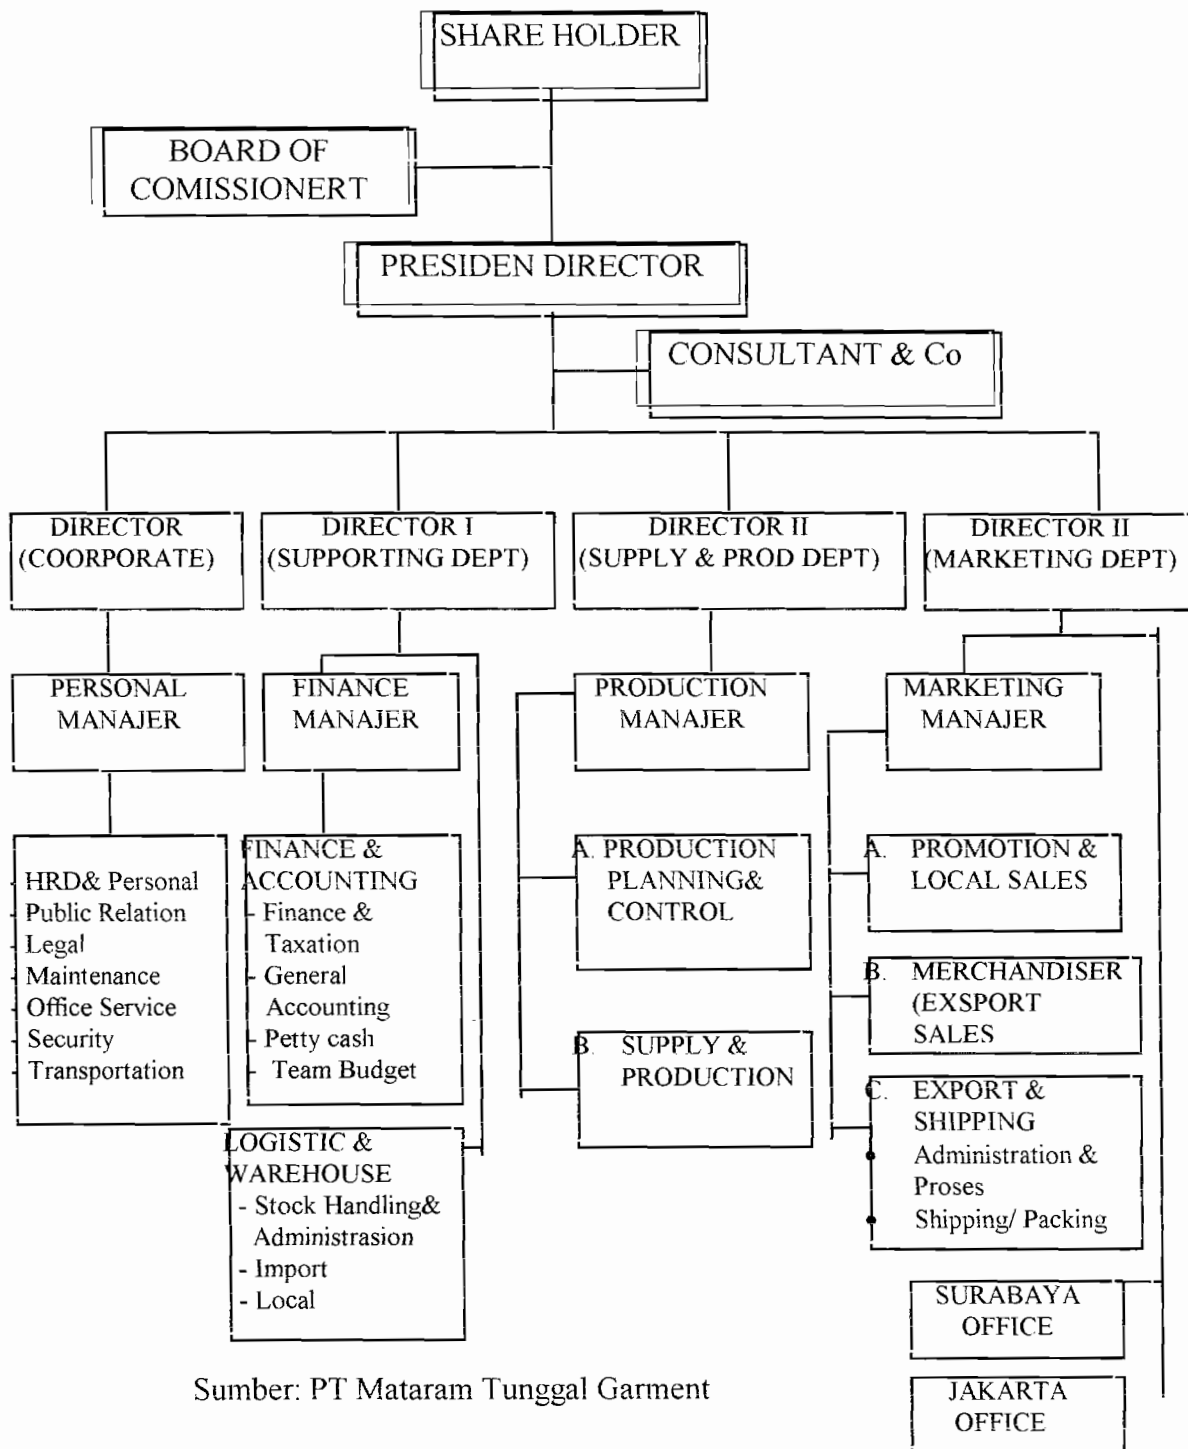 SHARE HOLDER
BOARD OF
COMISSIONERT
PRESIDEN DIRECTOR
CONSULTANT & Co
DIRECTOR
(COORPORATE)
DIRECTOR I
(SUPPORTING DEPT)
DIRECTOR II
(SUPPLY & PROD DEPT)
DIRECTOR II
(MARKETING DEPT)
PERSONAL
MANAJER
FINANCE
MANAJER
PRODUCTION
MANAJER
MARKETING
MANAJER
- HRD& Personal
- Public Relation
- Legal
- Maintenance
- Office Service
- Security
- Transportation
FINANCE &
ACCOUNTING
- Finance &
Taxation
- General
Accounting
- Petty cash
- Team Budget
LOGISTIC &
WAREHOUSE
- Stock Handling&
Administrasion
- Import
- Local
A. PRODUCTION
PLANNING&
CONTROL
B. SUPPLY &
PRODUCTION
A. PROMOTION &
LOCAL SALES
B. MERCHANDISER
(EXSPORT
SALES
C. EXPORT &
SHIPPING
• Administration &
Proses
• Shipping/ Packing
SURABAYA
OFFICE
JAKARTA
OFFICE
Sumber: PT Mataram Tunggal Garment